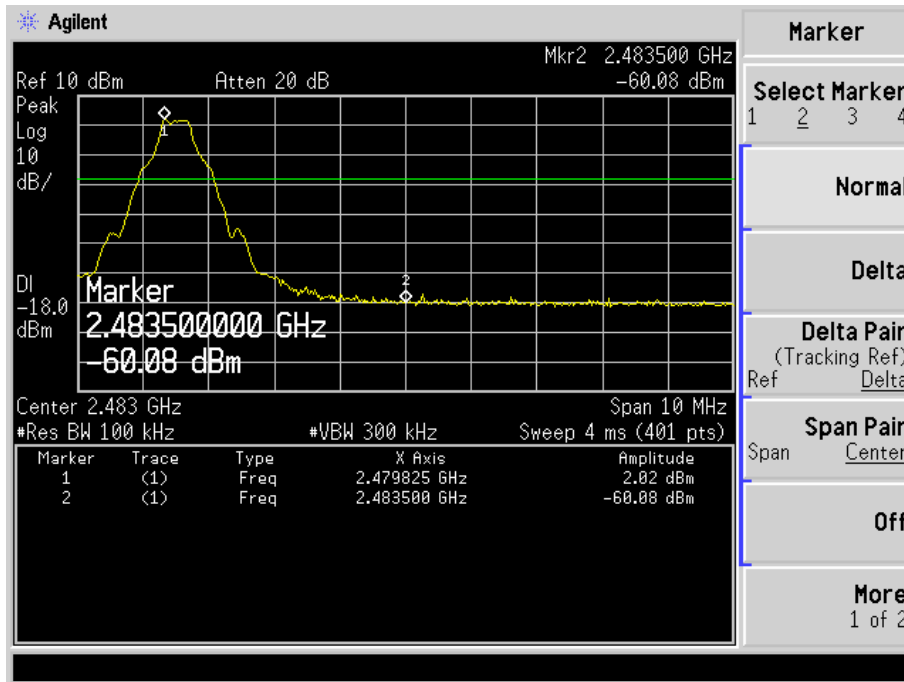 Agilent
Marker
Mkr2 2.483500 GHz
Ref 10 dBm Atten 20 dB -60.08 dBm
Peak
Log
10
dB/
1
2
DI
-18.0
dBm
Marker
2.483500000 GHz
-60.08 dBm
Center 2.483 GHz Span 10 MHz
#Res BW 100 kHz #VBW 300 kHz Sweep 4 ms (401 pts)
Marker Trace Type X Axis Amplitude
1 (1) Freq 2.479825 GHz 2.02 dBm
2 (1) Freq 2.483500 GHz -60.08 dBm
Select Marker
1 2 3 4
Normal
Delta
Delta Pair
(Tracking Ref)
Ref Delta
Span Pair
Span Center
Off
More
1 of 2